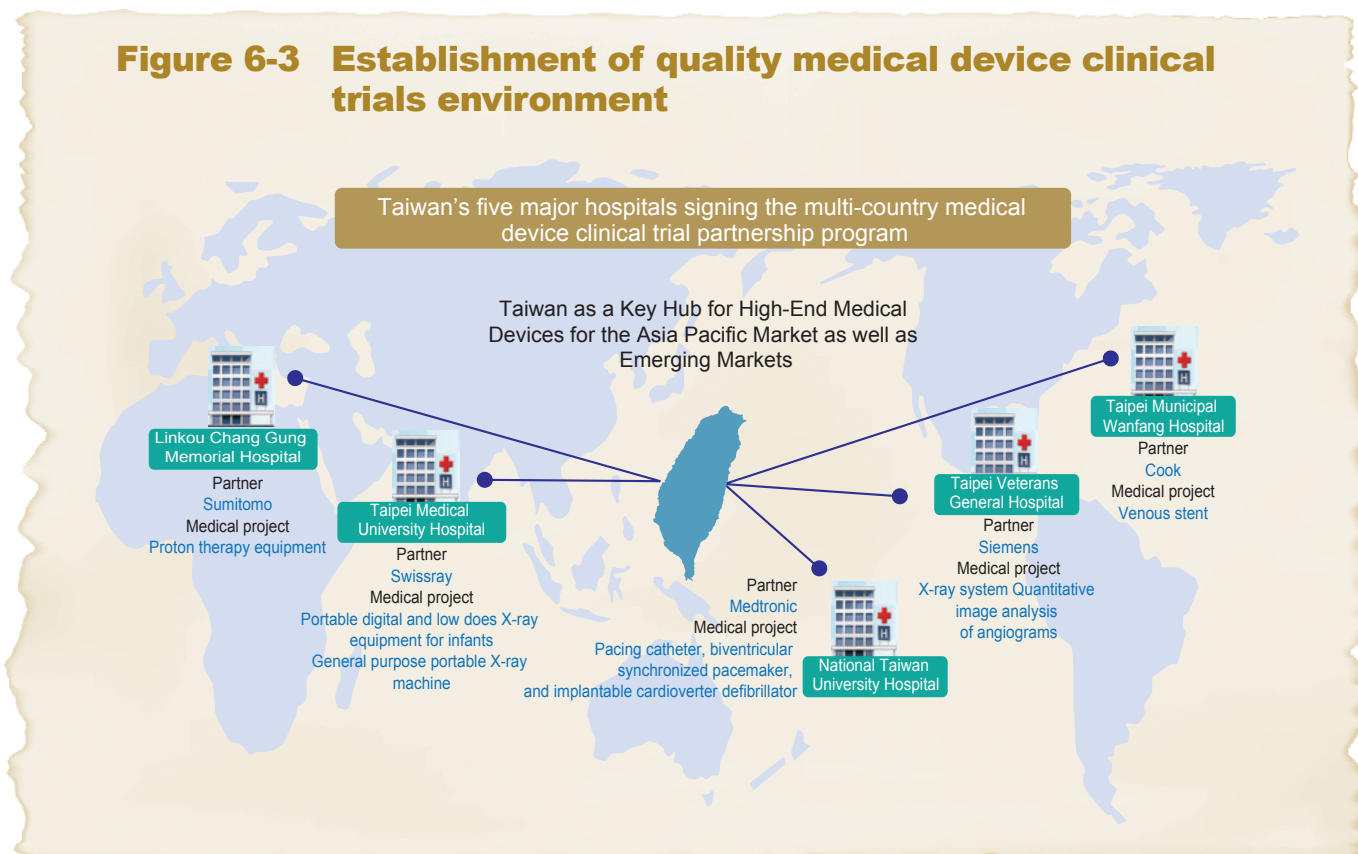 Figure 6-3 Establishment of quality medical device clinical
trials environment
Taiwan's five major hospitals signing the multi-country medical
device clinical trial partnership program
Taiwan as a Key Hub for High-End Medical
Devices for the Asia Pacific Market as well as
Emerging Markets
H
Linkou Chang Gung
Memorial Hospital
Partner
Sumitomo
Medical project
Proton therapy equipment
H
Taipei Medical
University Hospital
Partner
Swissray
Medical project
Portable digital and low does X-ray
equipment for infants
General purpose portable X-ray
machine
Partner
Medtronic
Medical project
Pacing catheter, biventricular
synchronized pacemaker,
and implantable cardioverter defibrillator
H
National Taiwan
University Hospital
H
Taipei Veterans
General Hospital
Partner
Siemens
Medical project
X-ray system Quantitative
image analysis
of angiograms
H
Taipei Municipal
Wanfang Hospital
Partner
Cook
Medical project
Venous stent